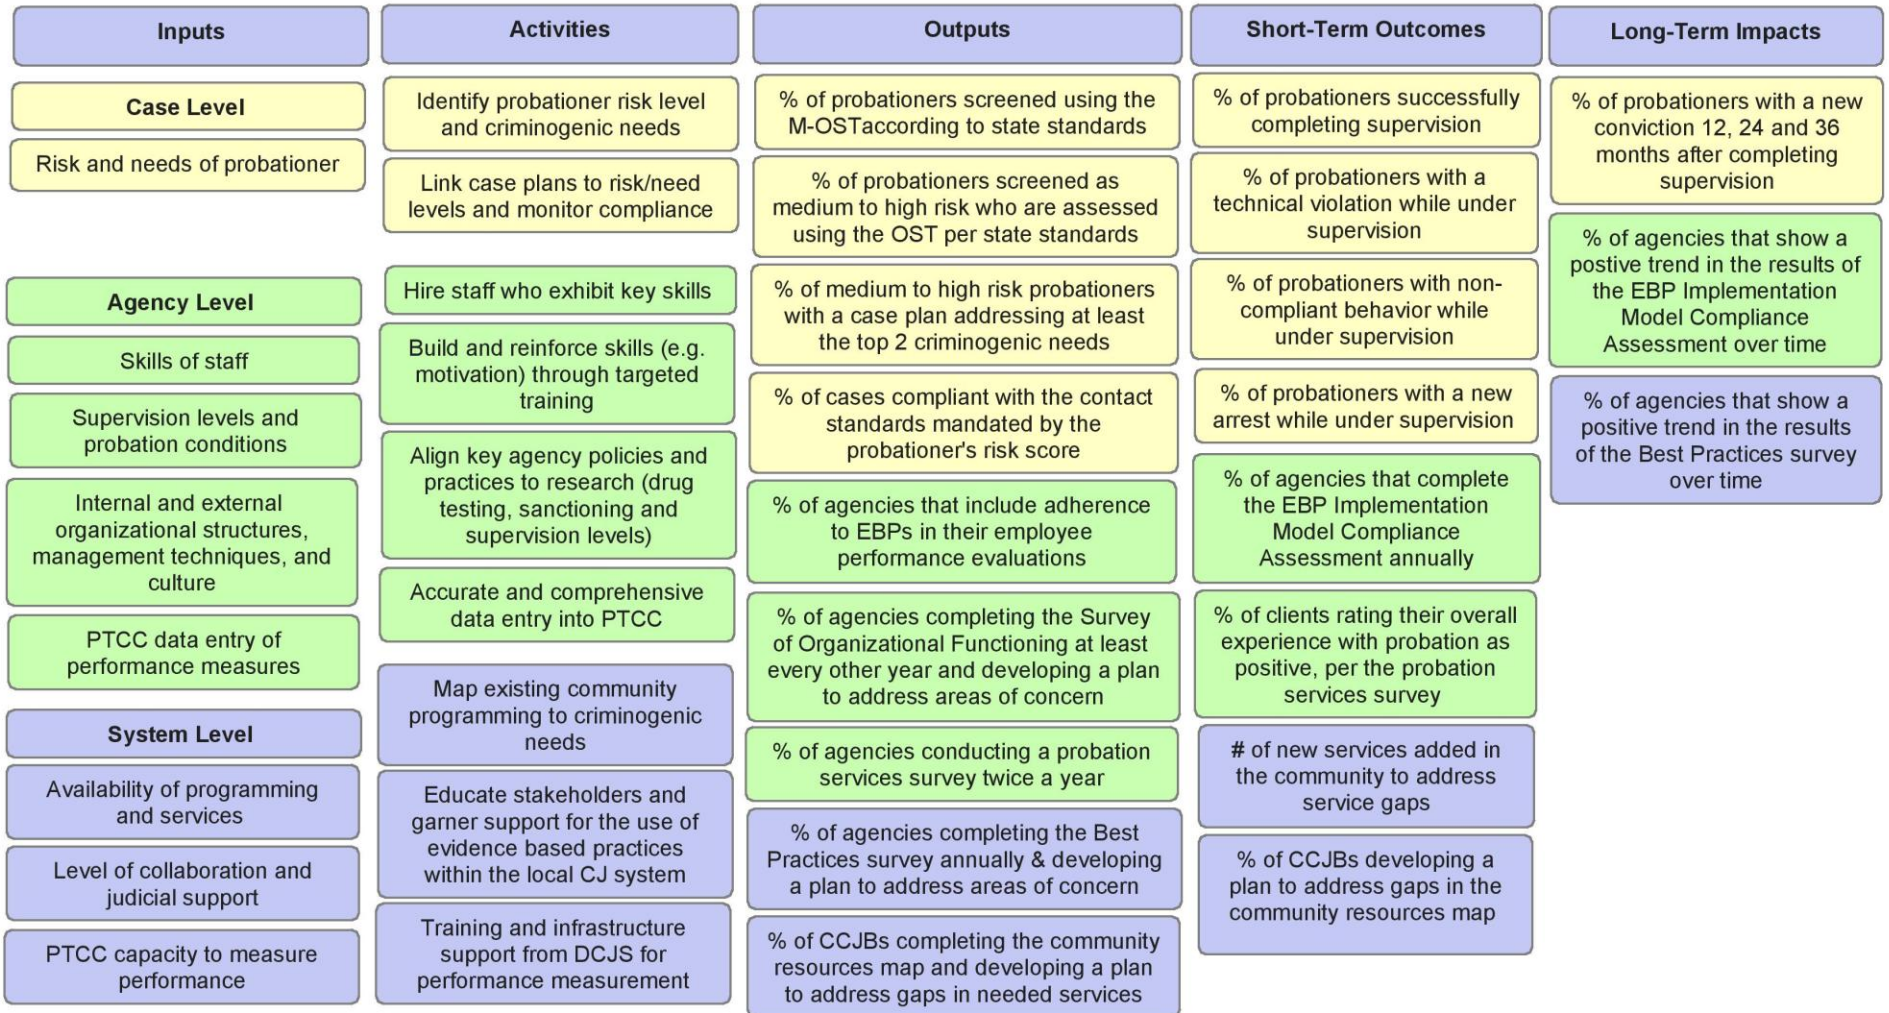 Inputs
Case Level
Risk and needs of probationer
Agency Level
Skills of staff
Supervision levels and
probation conditions
Internal and external
organizational structures,
management techniques, and
culture
PTCC data entry of
performance measures
System Level
Availability of programming
and services
Level of collaboration and
judicial support
PTCC capacity to measure
performance
Activities
Identify probationer risk level
and criminogenic needs
Link case plans to risk/need
levels and monitor compliance
Hire staff who exhibit key skills
Build and reinforce skills (e.g.
motivation) through targeted
training
Align key agency policies and
practices to research (drug
testing, sanctioning and
supervision levels)
Accurate and comprehensive
data entry into PTCC
Map existing community
programming to criminogenic
needs
Educate stakeholders and
garner support for the use of
evidence based practices
within the local CJ system
Training and infrastructure
support from DCJS for
performance measurement
Outputs
% of probationers screened using the
M-OSTaccording to state standards
% of probationers screened as
medium to high risk who are assessed
using the OST per state standards
% of medium to high risk probationers
with a case plan addressing at least
the top 2 criminogenic needs
% of cases compliant with the contact
standards mandated by the
probationer's risk score
% of agencies that include adherence
to EBPs in their employee
performance evaluations
% of agencies completing the Survey
of Organizational Functioning at least
every other year and developing a plan
to address areas of concern
% of agencies conducting a probation
services survey twice a year
% of agencies completing the Best
Practices survey annually & developing
a plan to address areas of concern
% of CCJBs completing the community
resources map and developing a plan
to address gaps in needed services
Short-Term Outcomes
% of probationers successfully
completing supervision
% of probationers with a
technical violation while under
supervision
% of probationers with non-
compliant behavior while
under supervision
% of probationers with a new
arrest while under supervision
% of agencies that complete
the EBP Implementation
Model Compliance
Assessment annually
% of clients rating their overall
experience with probation as
positive, per the probation
services survey
# of new services added in
the community to address
service gaps
% of CCJBs developing a
plan to address gaps in the
community resources map
Long-Term Impacts
% of probationers with a new
conviction 12, 24 and 36
months after completing
supervision
% of agencies that show a
postive trend in the results of
the EBP Implementation
Model Compliance
Assessment over time
% of agencies that show a
positive trend in the results
of the Best Practices survey
over time